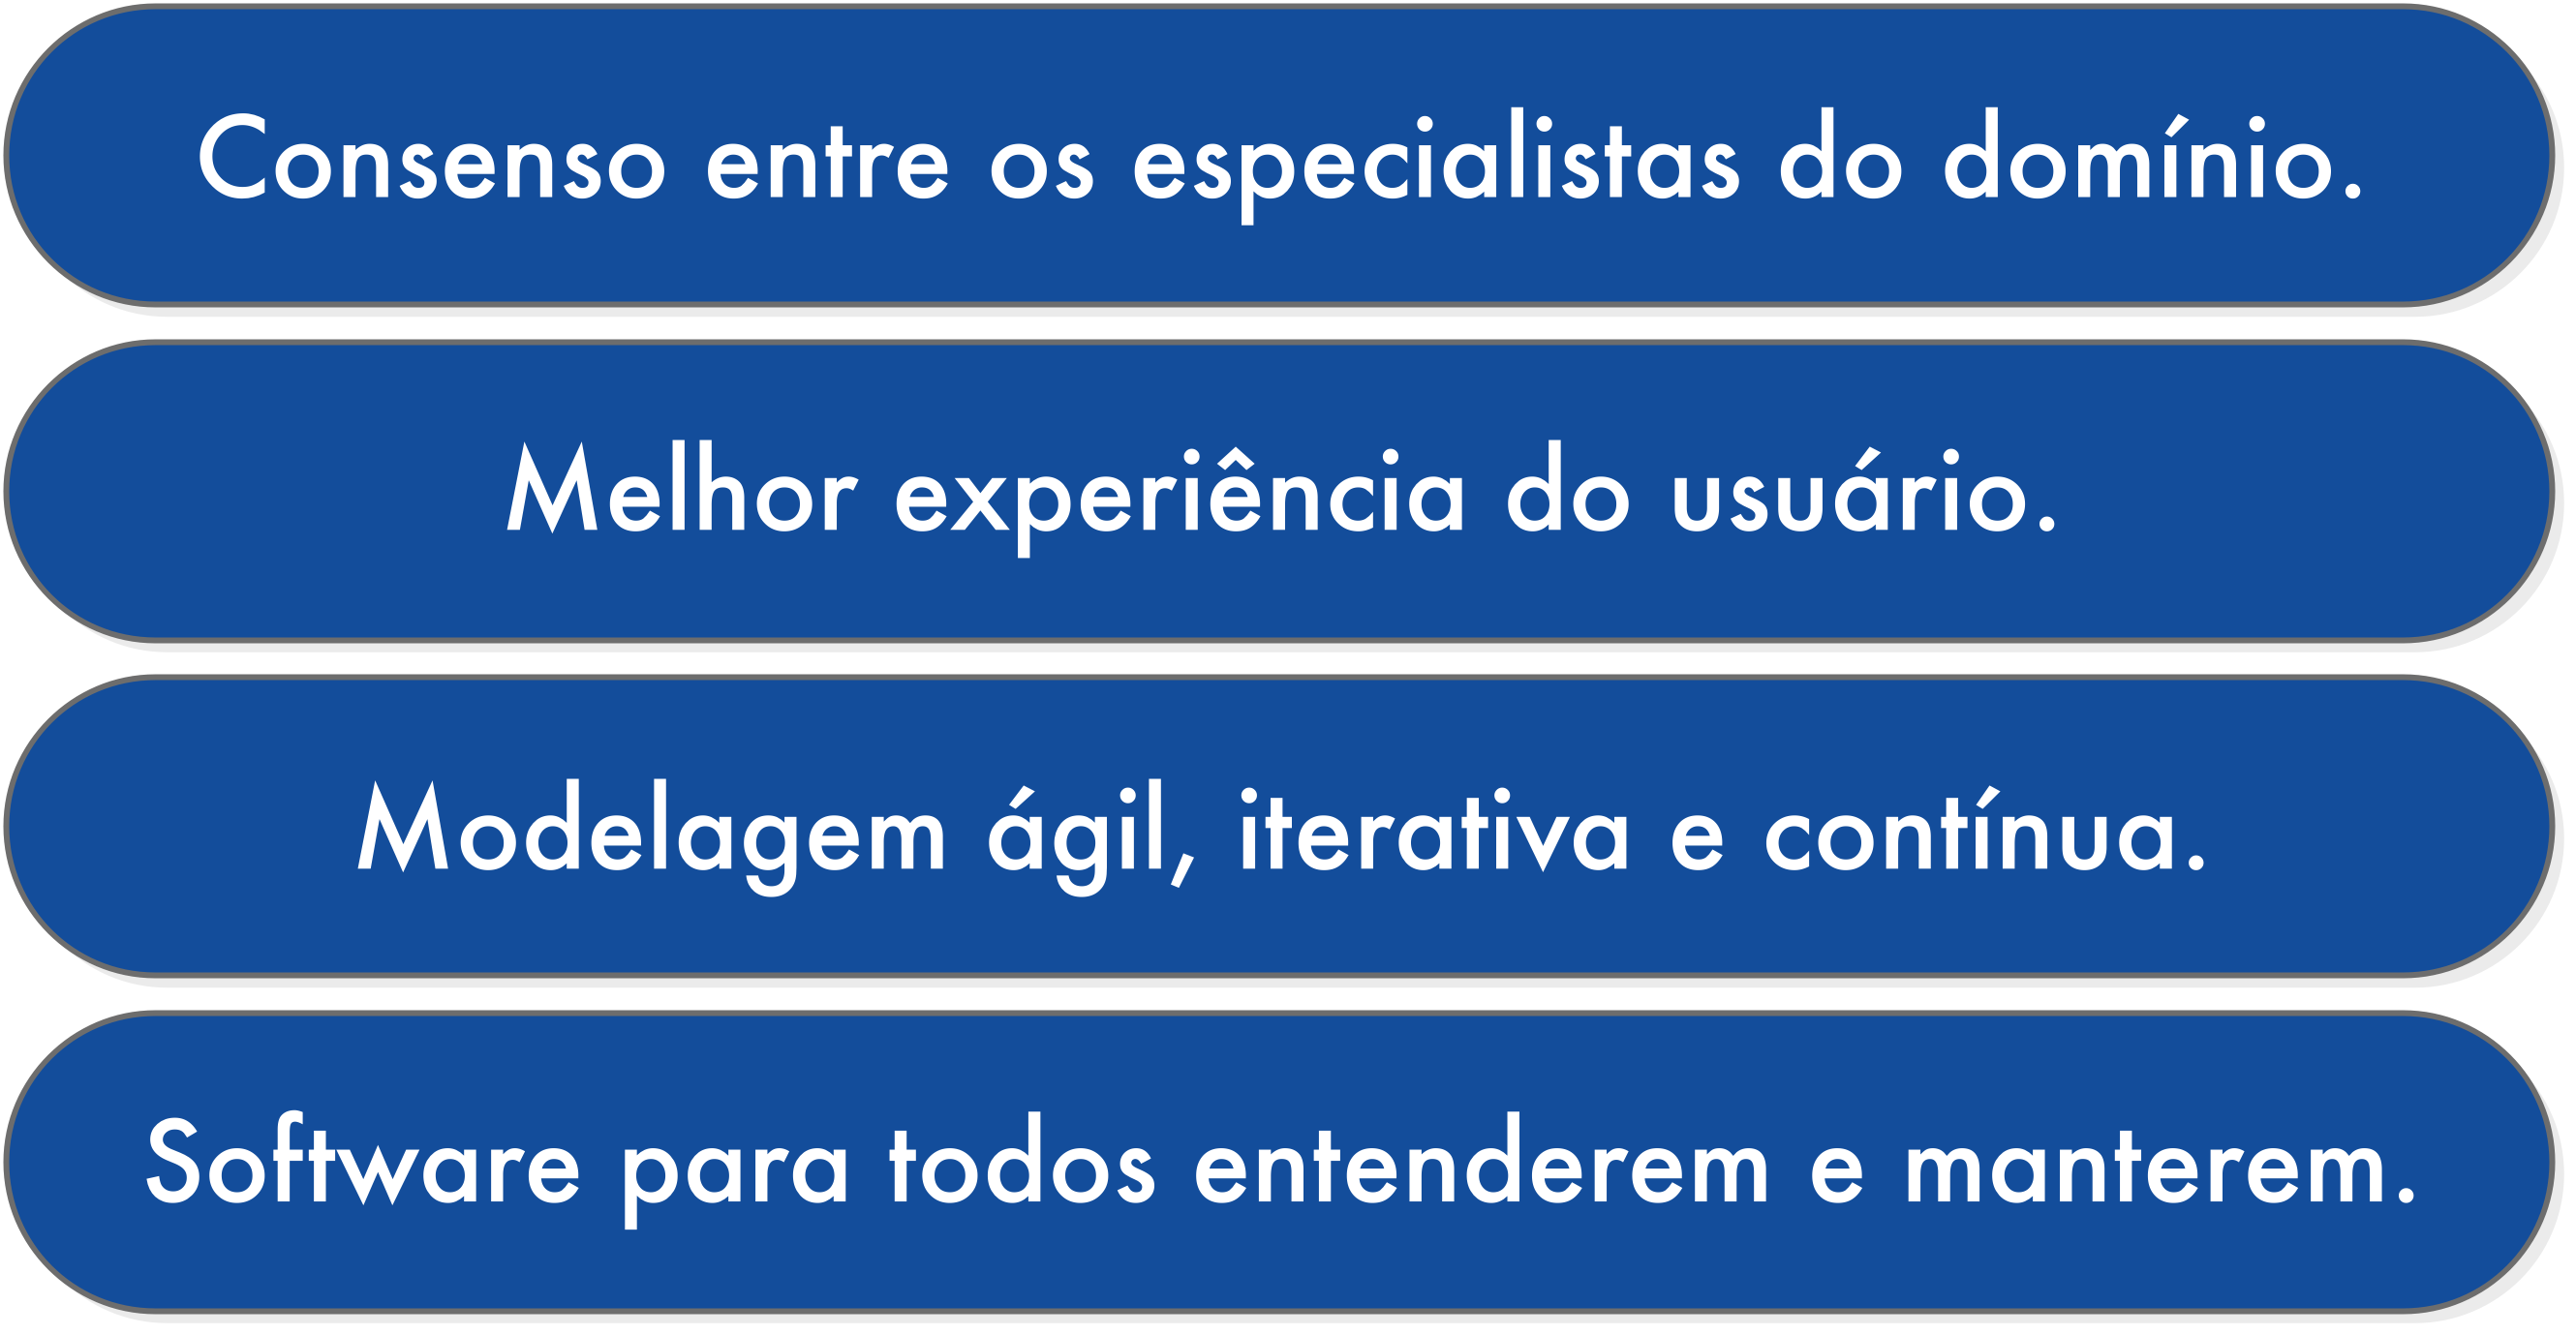 Consenso entre os especialistas do domínio.
Melhor experiência do usuário.
Modelagem ágil, iterativa e contínua.
Software para todos entenderem e manterem.